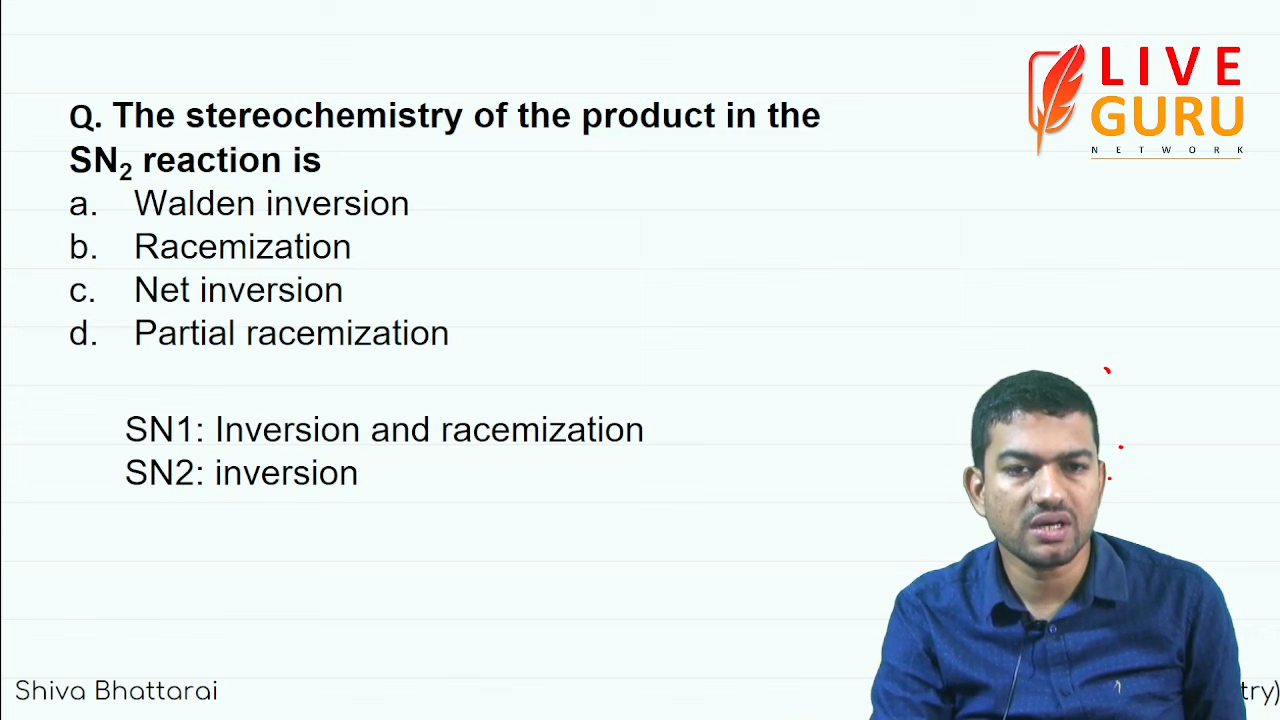 LIVE
GURU
NETWORK
Q. The stereochemistry of the product in the
SN₂ reaction is
a. Walden inversion
b. Racemization
c. Net inversion
d. Partial racemization
SN1: Inversion and racemization
SN2: inversion
Shiva Bhattarai
try)